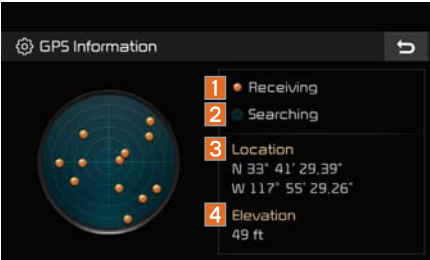 GPS Information
1 Receiving
2 Searching
3 Location
N 33° 41' 29.39"
W 117° 55' 29.26"
4 Elevation
49 ft